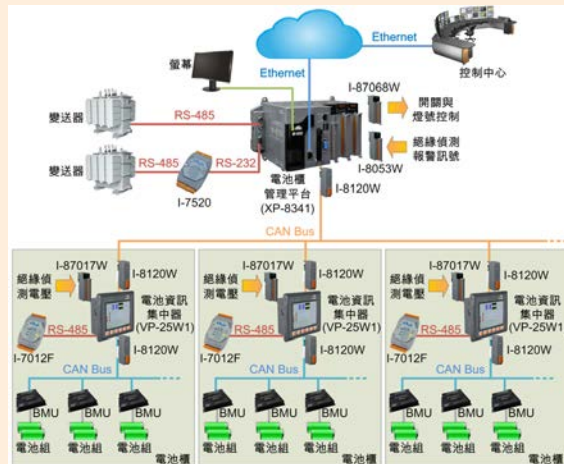 Ethernet
螢幕
Ethernet
控制中心
I-87068W
變送器
RS-485
開關與
燈號控制
絕緣偵測
報警訊號
I-8053W
變送器
RS-485
RS-232
I-7520
電池櫃
管理平台
(XP-8341)
I-8120W
CAN Bus
I-87017W
I-8120W
絕緣偵
測電壓
電池資訊
集中器
(VP-25W1)
RS-485
I-7012F
I-8120W
CAN Bus
BMU
BMU
BMU
電池組
電池組
電池組
電池櫃
I-87017W
I-8120W
絕緣偵
測電壓
電池資訊
集中器
(VP-25W1)
RS-485
I-7012F
I-8120W
CAN Bus
BMU
BMU
BMU
電池組
電池組
電池組
電池櫃
I-87017W
I-8120W
絕緣偵
測電壓
電池資訊
集中器
(VP-25W1)
RS-485
I-7012F
I-8120W
CAN Bus
BMU
BMU
BMU
電池組
電池組
電池組
電池櫃